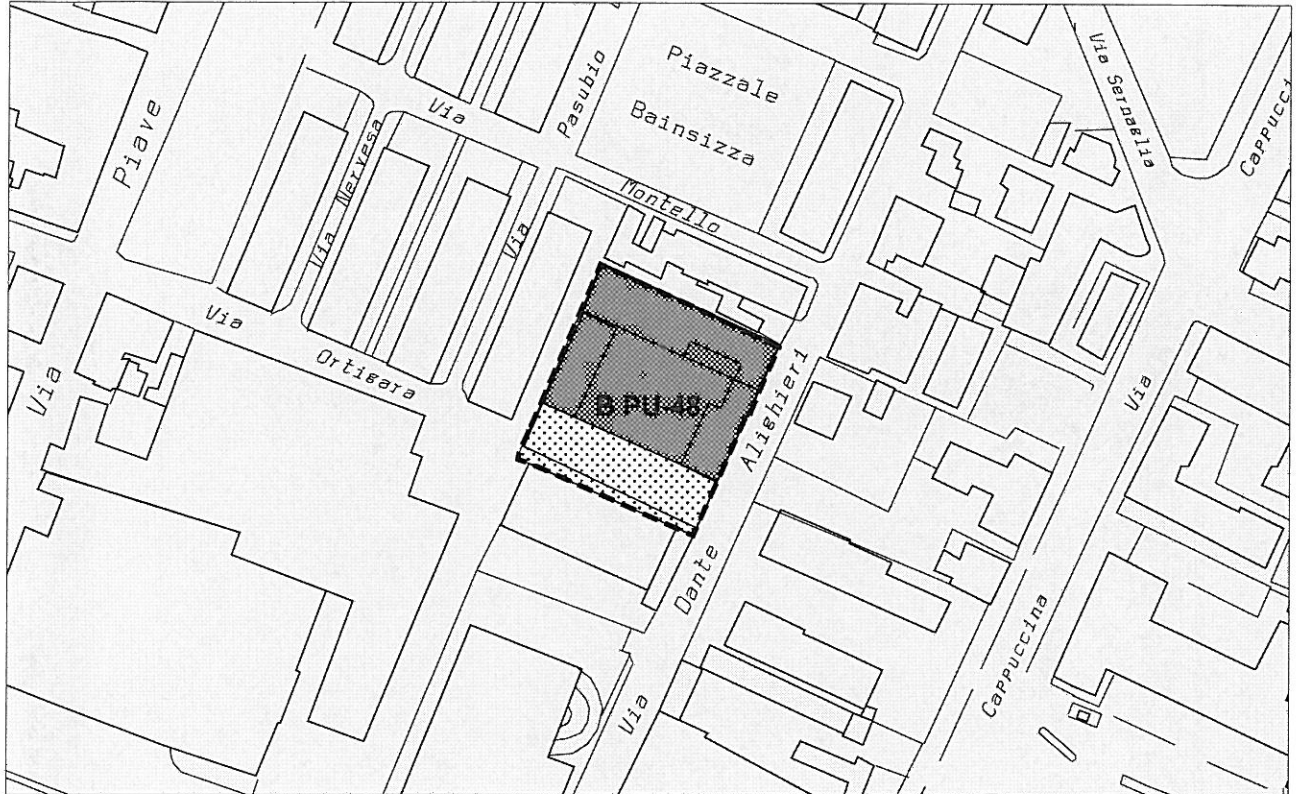 Piazzale
Bainsizza
Via Sernaglia
Cappucci
Pasubio
Via
Piave
Via Nervesa
Montello
Via
Via
Ortigara
Via
Alighieri
B PU-48
Via
Dante
Cappuccina
Via